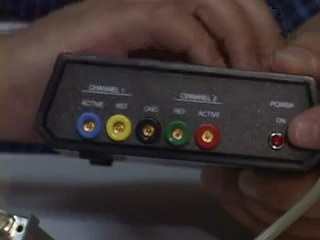 CHANNEL 1 CHANNEL 2 POWER
ACTIVE REF GND REF ACTIVE ON